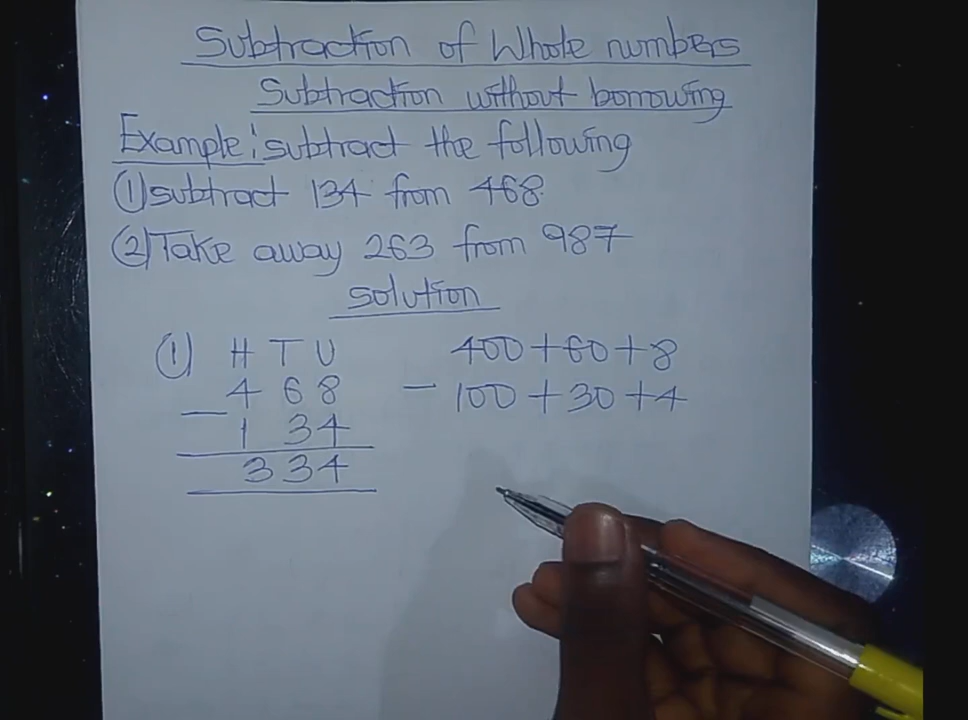 Subtraction of Whole numbers
Subtraction without borrowing
Example: subtract the following
① subtract 134 from 468
② Take away 263 from 987
solution
① H T U
4 6 8
— 1 3 4
3 3 4
400 + 60 + 8
— 100 + 30 + 4